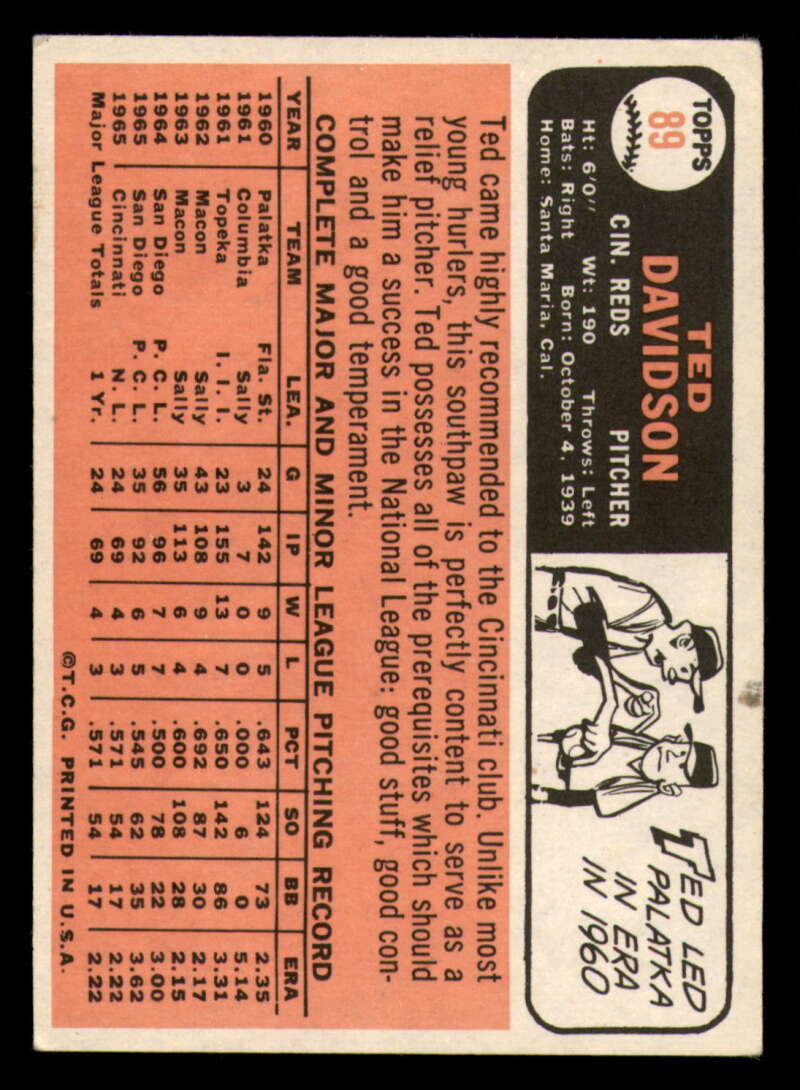 TOPPS
89
TED
DAVIDSON
CIN. REDS PITCHER
Ht: 6'0" Wt: 190 Throws: Left
Bats: Right Born: October 4, 1939
Home: Santa Maria, Cal.
TED LED
PALATKA
IN ERA
IN 1960
Ted came highly recommended to the Cincinnati club. Unlike most
young hurlers, this southpaw is perfectly content to serve as a
relief pitcher. Ted possesses all of the prerequisites which should
make him a success in the National League: good stuff, good con-
trol and a good temperament.
COMPLETE MAJOR AND MINOR LEAGUE PITCHING RECORD
YEAR TEAM LEA. G IP W L PCT SO BB ERA
1960 Palatka Fla. St. 24 142 9 5 .643 124 73 2.35
1961 Columbia Sally 3 7 0 0 .000 6 0 5.14
1961 Topeka I. I. I. 23 155 13 7 .650 142 86 3.31
1962 Macon Sally 43 108 9 4 .692 87 30 2.17
1963 Macon Sally 35 113 6 4 .600 108 28 2.15
1964 San Diego P. C. L. 56 96 7 7 .500 78 22 3.00
1965 San Diego P. C. L. 35 92 6 5 .545 62 35 3.62
1965 Cincinnati N. L. 24 69 4 3 .571 54 17 2.22
Major League Totals 1 Yr. 24 69 4 3 .571 54 17 2.22
©T.C.G. PRINTED IN U.S.A.